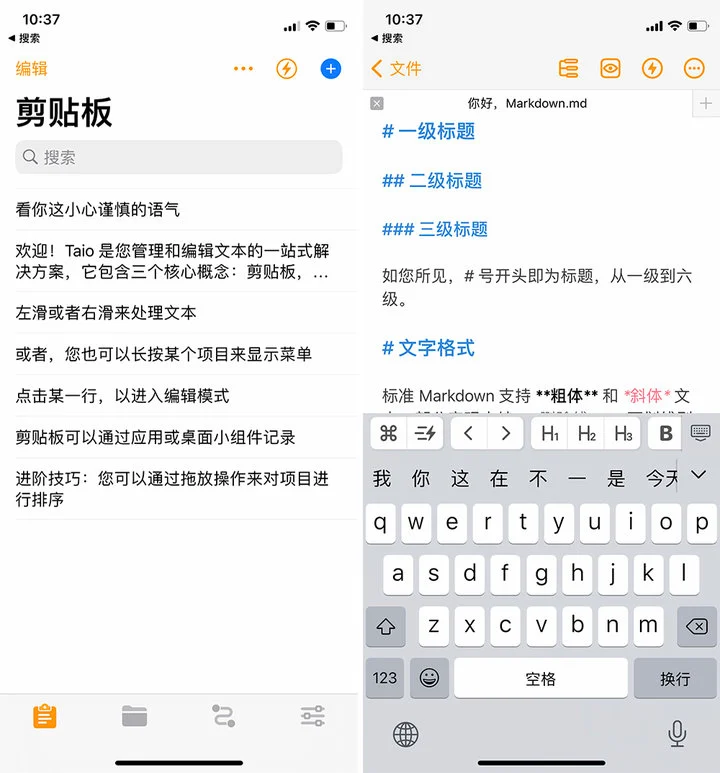 10:37
◀ 搜索
编辑
剪贴板
搜索
看你这小心谨慎的语气
欢迎！Taio 是您管理和编辑文本的一站式解
决方案，它包含三个核心概念：剪贴板，...
左滑或者右滑来处理文本
或者，您也可以长按某个项目来显示菜单
点击某一行，以进入编辑模式
剪贴板可以通过应用或桌面小组件记录
进阶技巧：您可以通过拖放操作来对项目进
行排序
10:37
◀ 搜索
文件
你好，Markdown.md
# 一级标题
## 二级标题
### 三级标题
如您所见，# 号开头即为标题，从一级到六
级。
# 文字格式
标准 Markdown 支持 **粗体** 和 *斜体* 文
H1 H2 H3 B
我 你 这 在 不 一 是 今天
q w e r t y u i o p
a s d f g h j k l
z x c v b n m
123 空格 换行